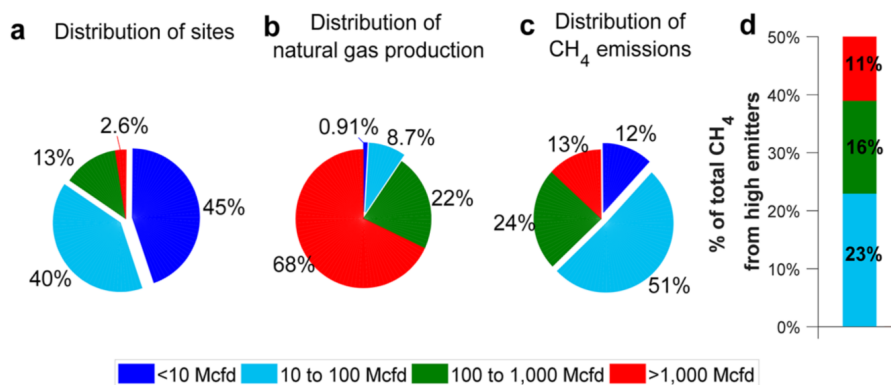 a Distribution of sites
2.6%
13%
45%
40%
b Distribution of
natural gas production
0.91%
8.7%
22%
68%
c Distribution of
CH4 emissions
13%
12%
24%
51%
d
% of total CH4
from high emitters
50%
40%
30%
20%
10%
0%
11%
16%
23%
<10 Mcfd 10 to 100 Mcfd 100 to 1,000 Mcfd >1,000 Mcfd